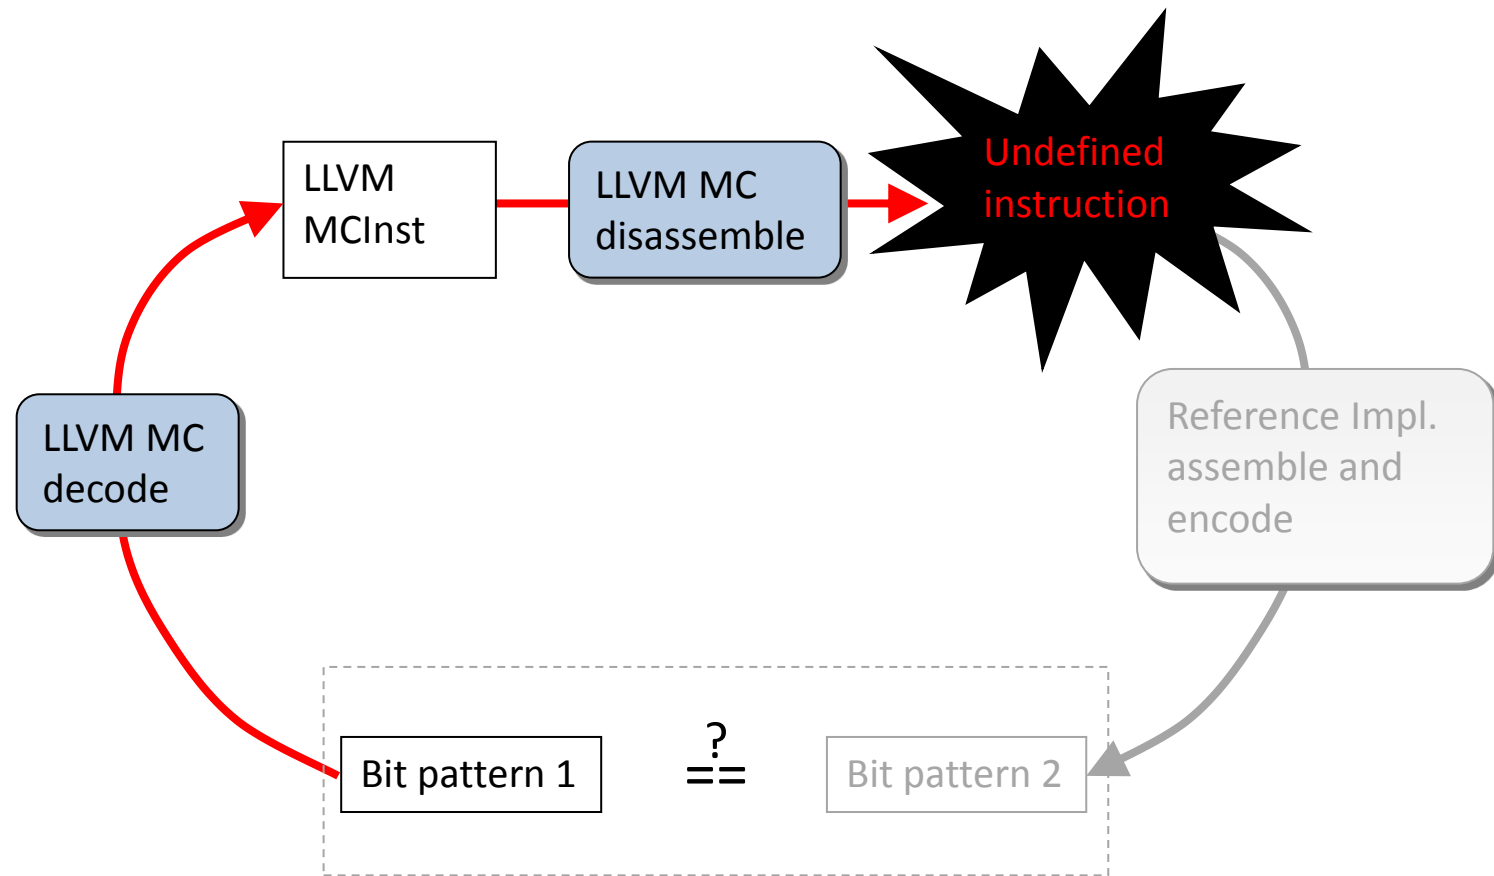 LLVM
MCInst
LLVM MC
disassemble
Undefined
instruction
LLVM MC
decode
Reference Impl.
assemble and
encode
Bit pattern 1
?
==
Bit pattern 2